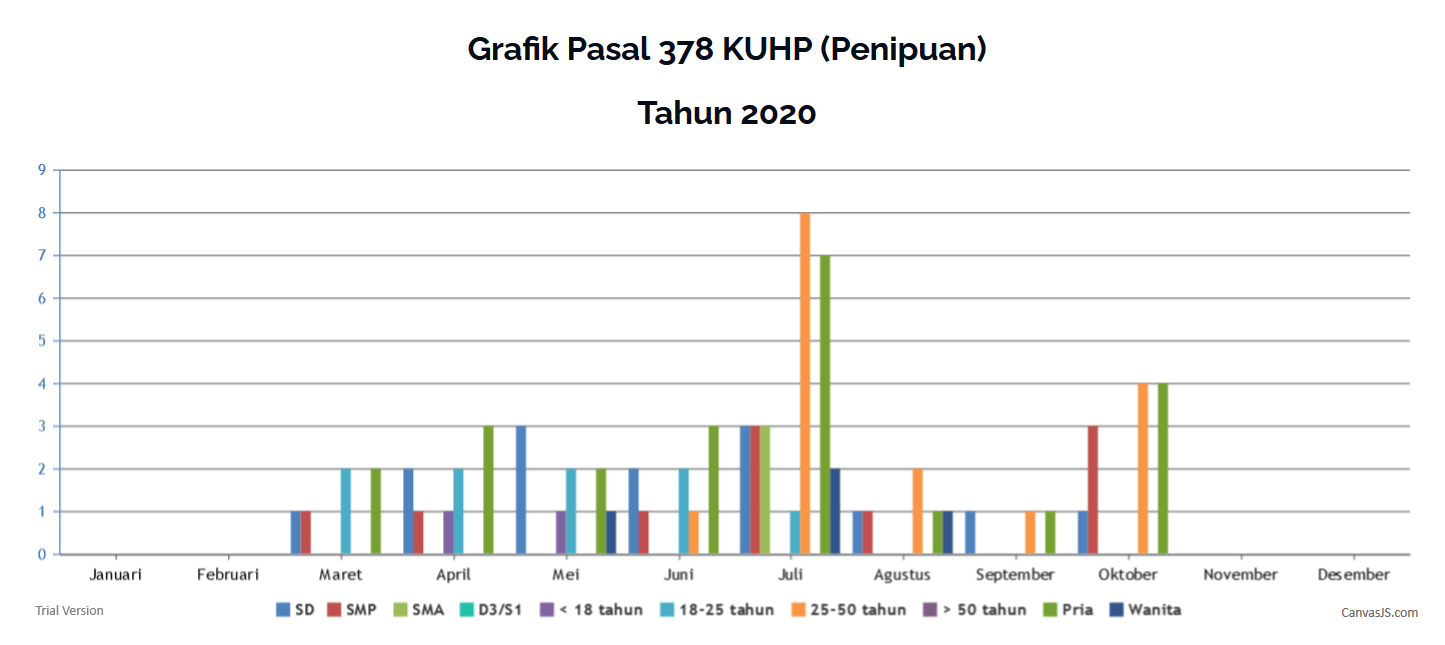 Grafik Pasal 378 KUHP (Penipuan)
Tahun 2020
9
8
7
6
5
4
3
2
1
0
Januari Februari Maret April Mei Juni Juli Agustus September Oktober November Desember
Trial Version SD SMP SMA D3/S1 < 18 tahun 18-25 tahun 25-50 tahun > 50 tahun Pria Wanita CanvasJS.com